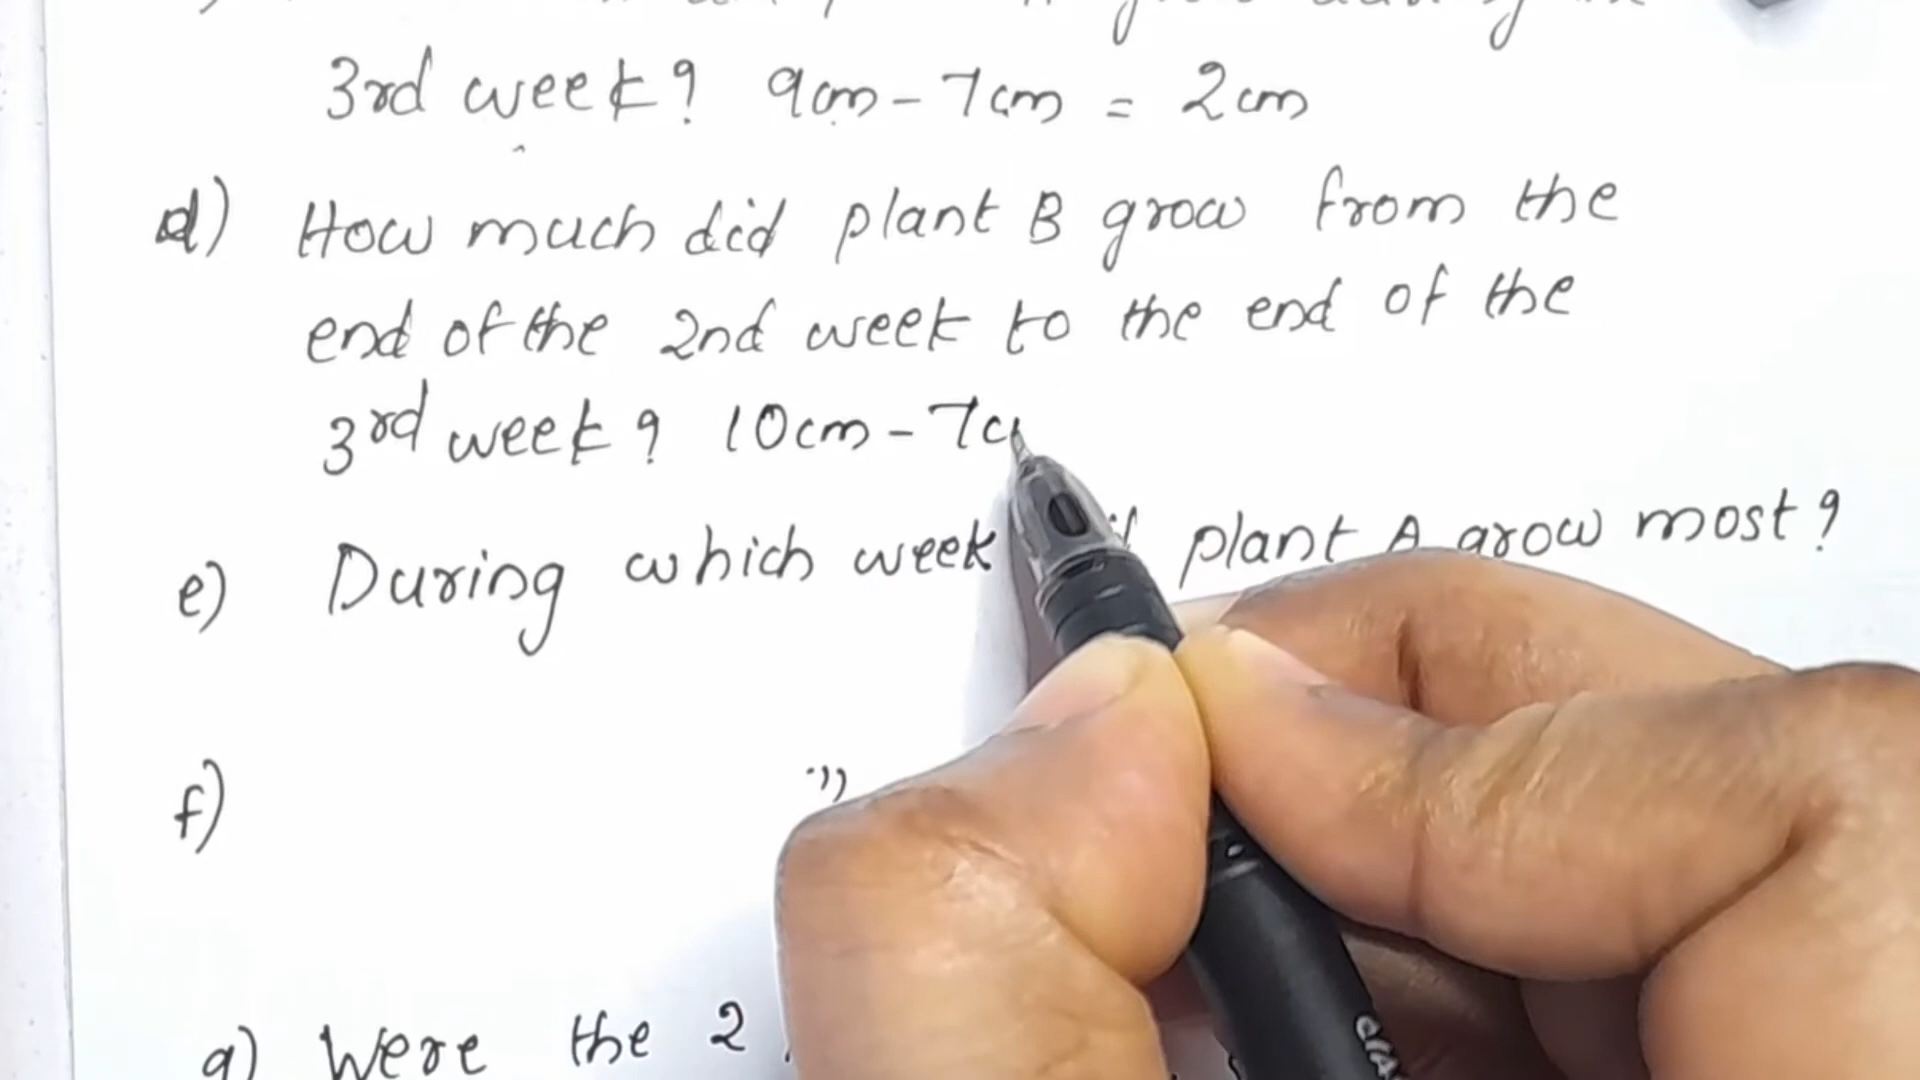 3rd week? 9cm - 7cm = 2cm
d) How much did plant B grow from the
end of the 2nd week to the end of the
3rd week? 10cm - 7c
e) During which week plant A grow most?
f) "
g) Were the 2